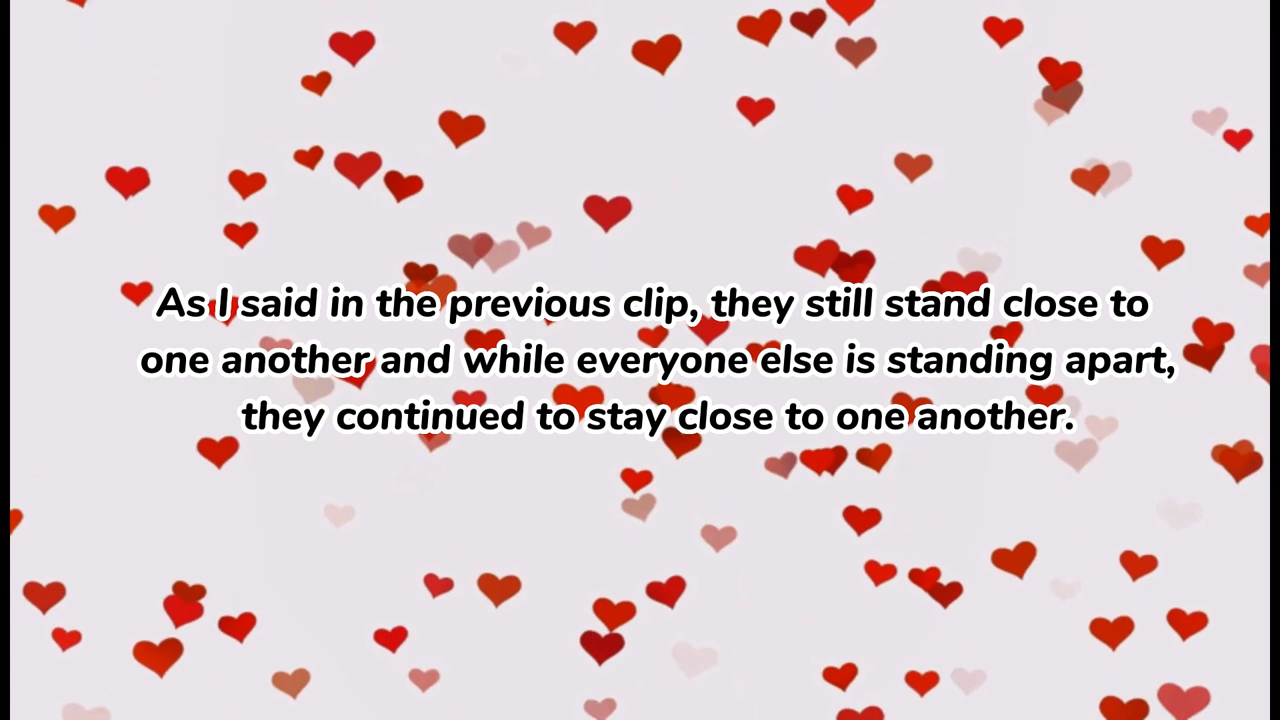 As I said in the previous clip, they still stand close to
one another and while everyone else is standing apart,
they continued to stay close to one another.